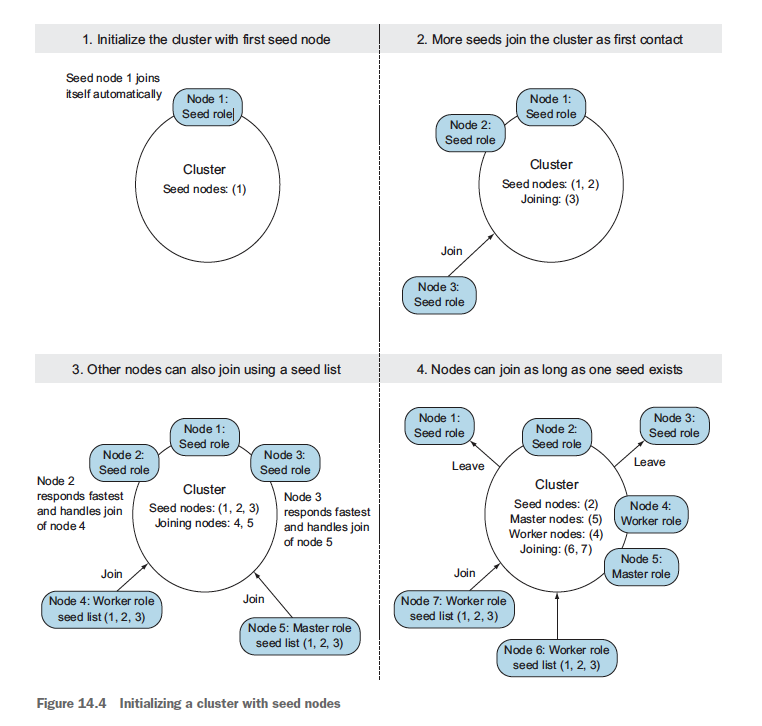 1. Initialize the cluster with first seed node
Seed node 1 joins
itself automatically
Node 1:
Seed role
Cluster
Seed nodes: (1)
2. More seeds join the cluster as first contact
Node 1:
Seed role
Node 2:
Seed role
Cluster
Seed nodes: (1, 2)
Joining: (3)
Join
Node 3:
Seed role
3. Other nodes can also join using a seed list
Node 1:
Seed role
Node 2:
Seed role
Node 3:
Seed role
Node 2
responds fastest
and handles join
of node 4
Cluster
Seed nodes: (1, 2, 3)
Joining nodes: 4, 5
Node 3
responds fastest
and handles join
of node 5
Join
Node 4: Worker role
seed list (1, 2, 3)
Join
Node 5: Master role
seed list (1, 2, 3)
4. Nodes can join as long as one seed exists
Node 1:
Seed role
Node 2:
Seed role
Node 3:
Seed role
Leave
Leave
Cluster
Seed nodes: (2)
Master nodes: (5)
Worker nodes: (4)
Joining: (6, 7)
Node 4:
Worker role
Node 5:
Master role
Join
Node 7: Worker role
seed list (1, 2, 3)
Node 6: Worker role
seed list (1, 2, 3)
Figure 14.4 Initializing a cluster with seed nodes